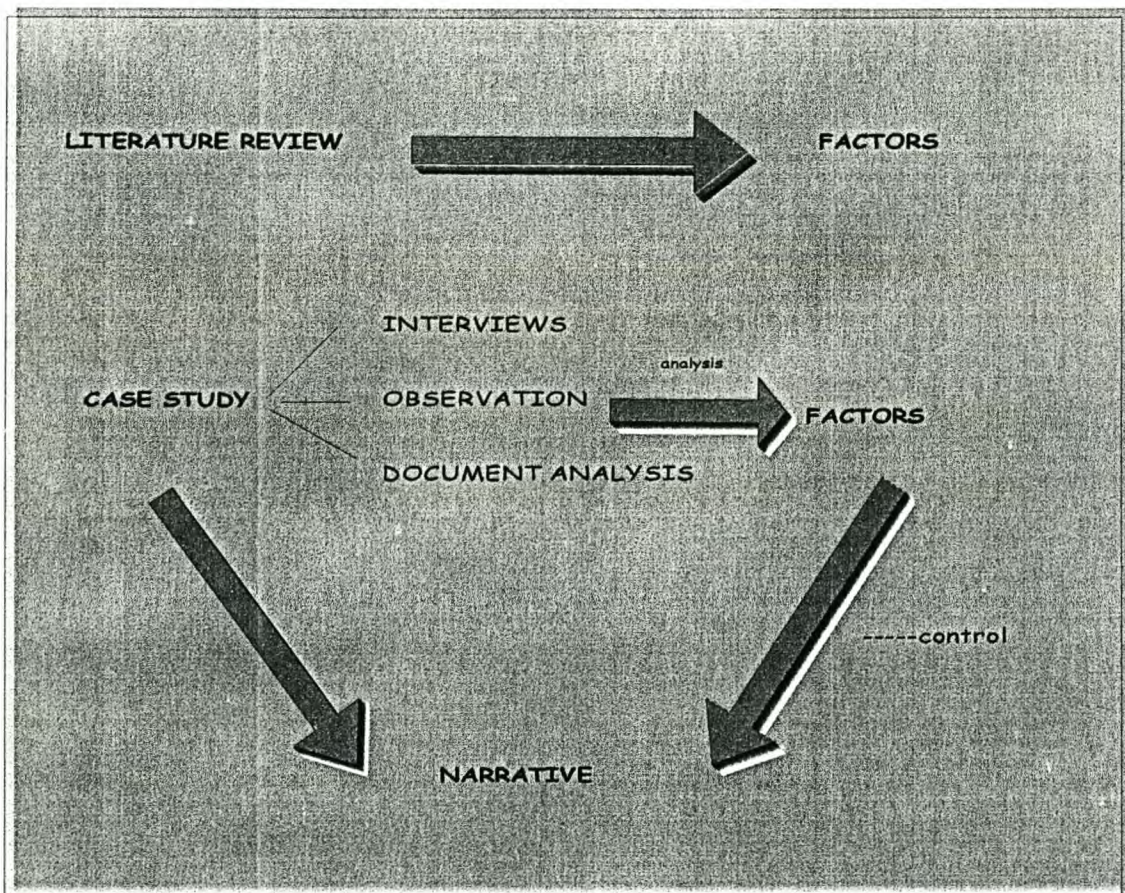 LITERATURE REVIEW
FACTORS
INTERVIEWS
analysis
CASE STUDY
OBSERVATION
FACTORS
DOCUMENT ANALYSIS
-----control
NARRATIVE